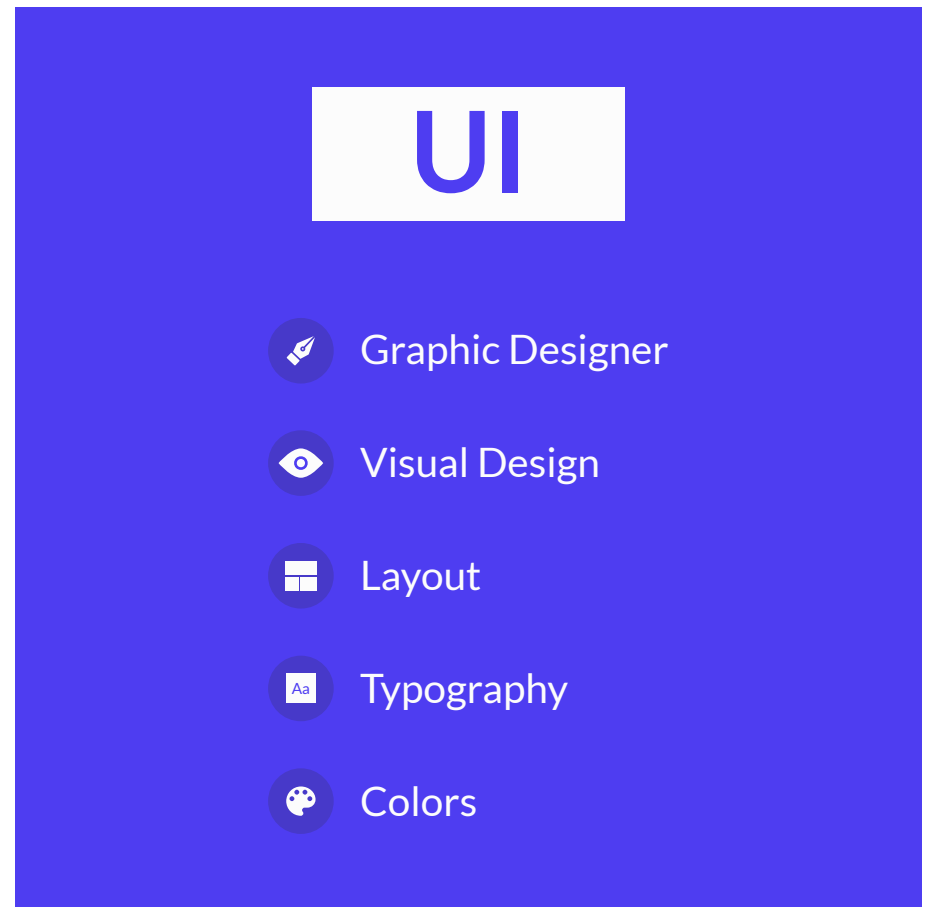 UI
Graphic Designer
Visual Design
Layout
Aa
Typography
Colors